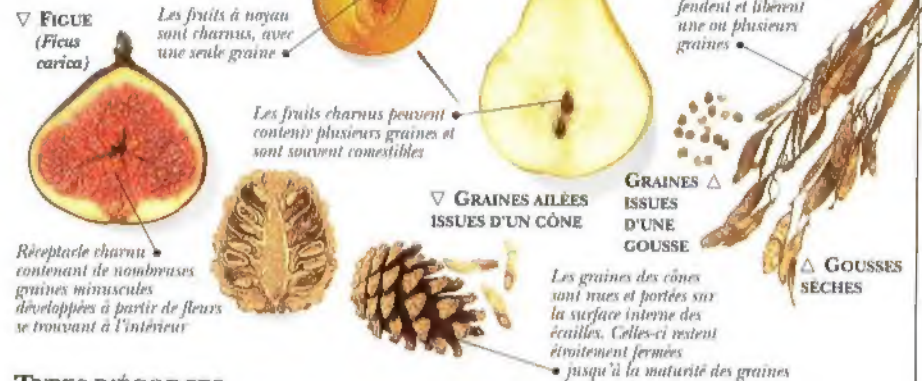 ▽ FIGUE
(Ficus
carica)
Les fruits à noyau
sont charnus, avec
une seule graine
fendent et libèrent
une ou plusieurs
graines
Les fruits charnus peuvent
contenir plusieurs graines et
sont souvent comestibles
▽ GRAINES AILÉES
ISSUES D'UN CÔNE
GRAINES △
ISSUES
D'UNE
GOUSSE
△ GOUSSES
SÈCHES
Réceptacle charnu
contenant de nombreuses
graines minuscules
développées à partir de fleurs
se trouvant à l'intérieur
Les graines des cônes
sont nues et portées sur
la surface interne des
écailles. Celles-ci restent
étroitement fermées
jusqu'à la maturité des graines